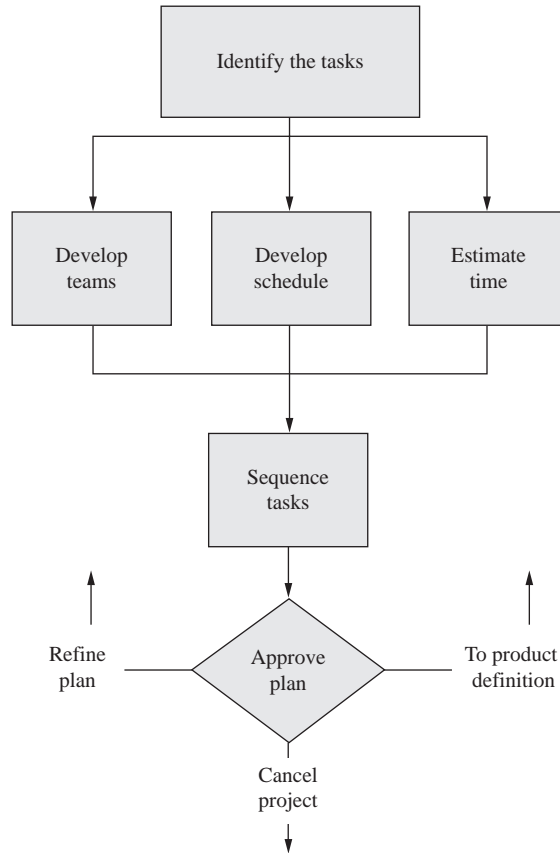 Identify the tasks
Develop
teams
Develop
schedule
Estimate
time
Sequence
tasks
Refine
plan
Approve
plan
To product
definition
Cancel
project